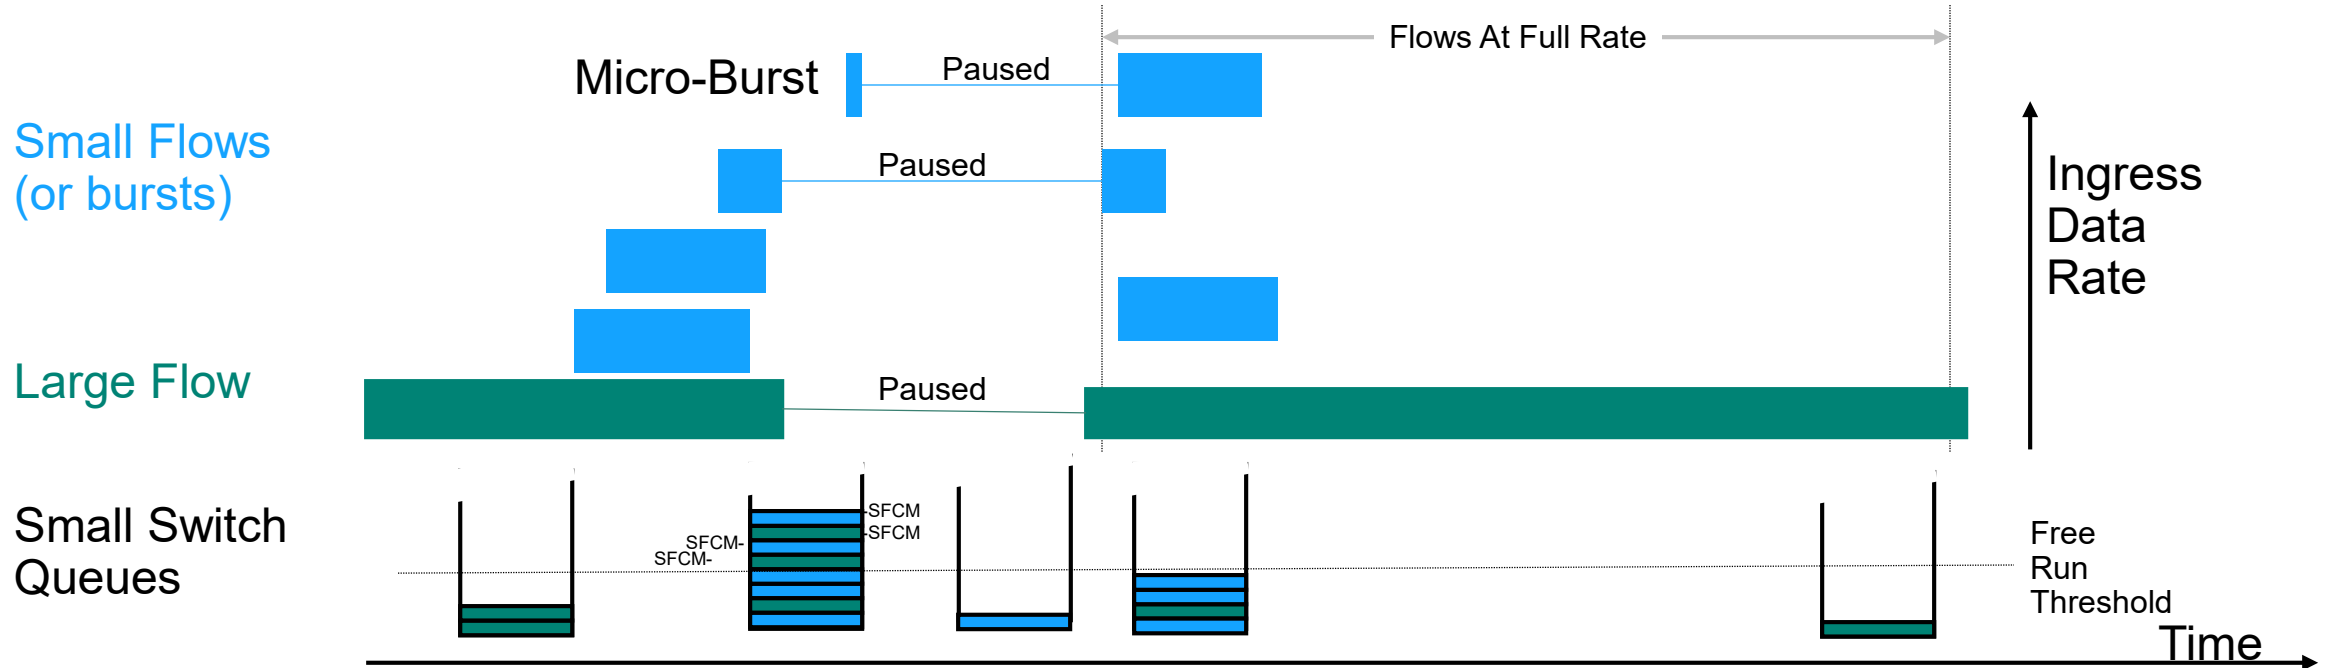 Flows At Full Rate
Micro-Burst
Paused
Small Flows
(or bursts)
Paused
Ingress
Data
Rate
Large Flow
Paused
Small Switch
Queues
SFCM-
SFCM-
-SFCM
-SFCM
Free
Run
Threshold
Time